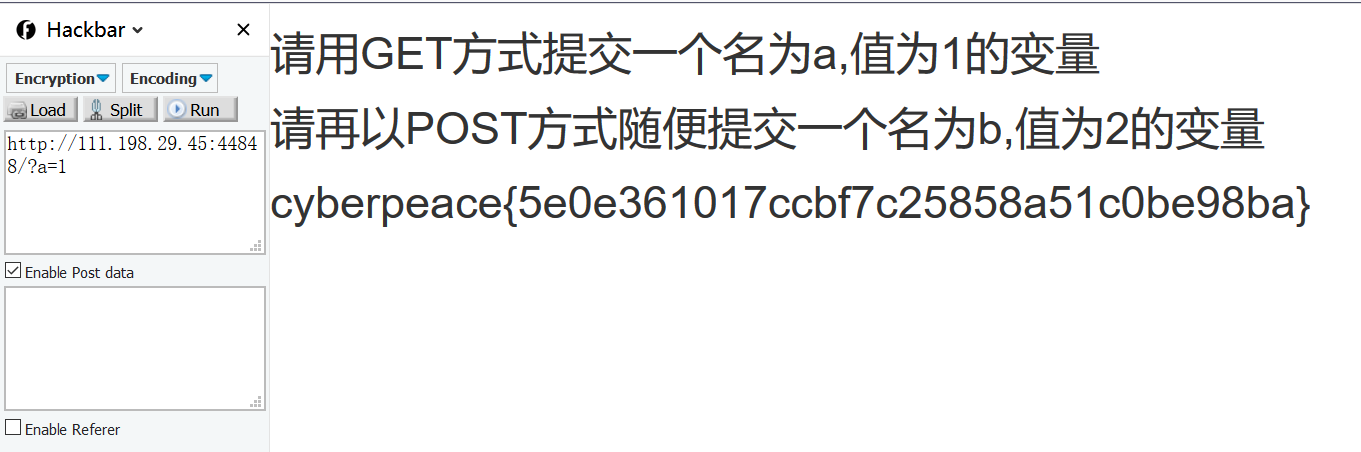 Hackbar
Encryption
Encoding
Load
Split
Run
http://111.198.29.45:4484
8/?a=1
Enable Post data
Enable Referer
请用GET方式提交一个名为a,值为1的变量
请再以POST方式随便提交一个名为b,值为2的变量
cyberpeace{5e0e361017ccbf7c25858a51c0be98ba}